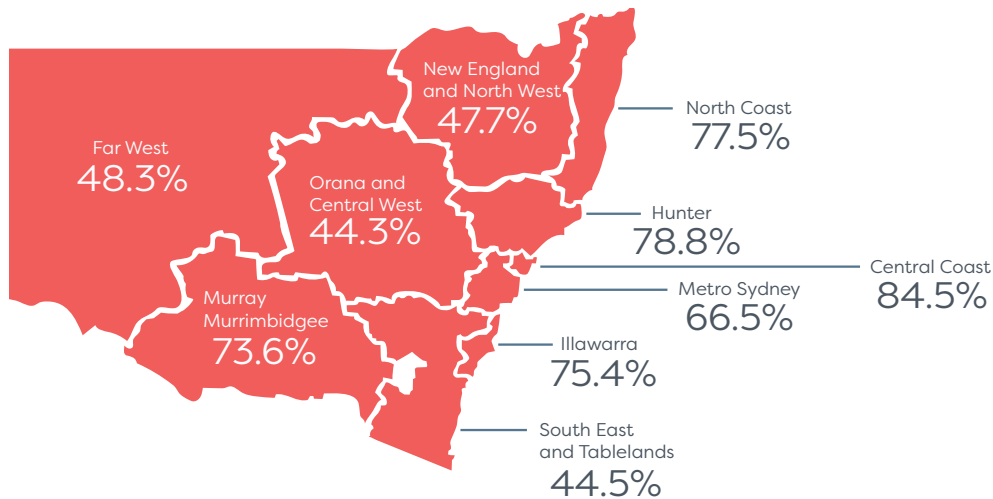 New England
and North West
47.7%
North Coast
77.5%
Far West
48.3%
Orana and
Central West
44.3%
Hunter
78.8%
Central Coast
84.5%
Metro Sydney
66.5%
Murray
Murrimbidgee
73.6%
Illawarra
75.4%
South East
and Tablelands
44.5%